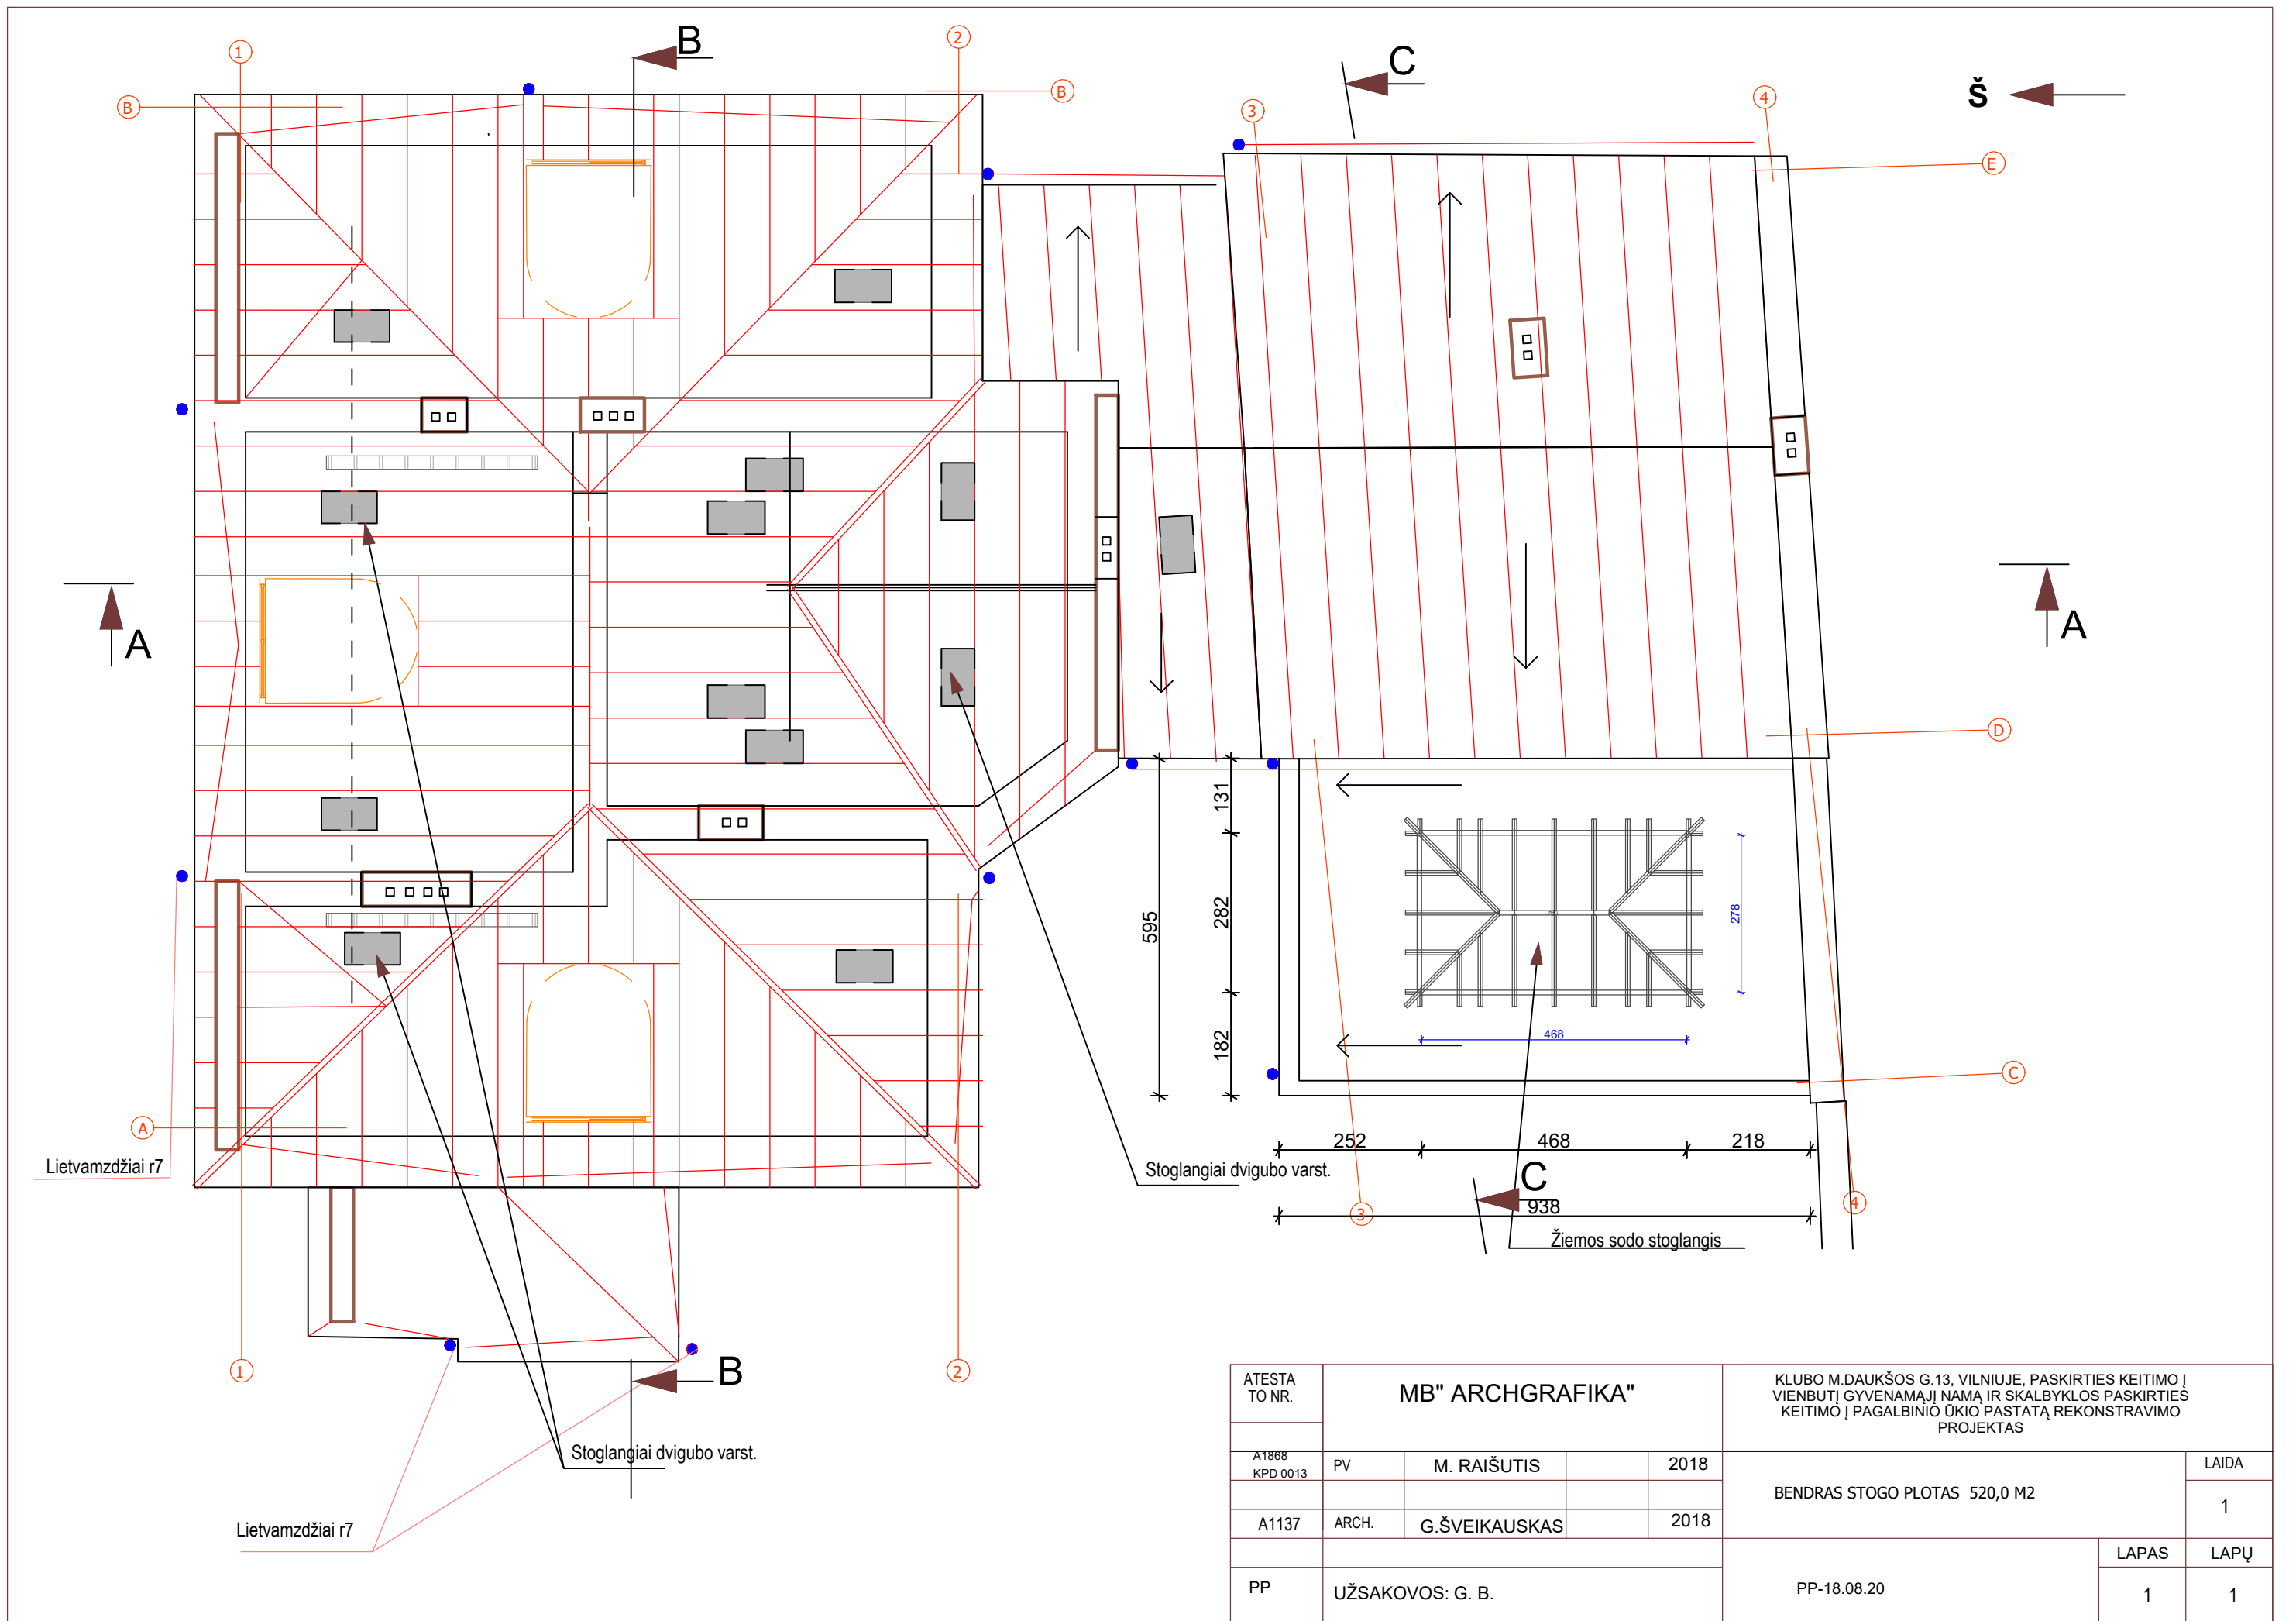 1
B
2
B
B
C
3
4
Š
E
A
A
D
131
595
282
182
278
468
C
A
Lietvamzdžiai r7
Stoglangiai dvigubo varst.
252
468
218
C
938
3
4
Žiemos sodo stoglangis
1
B
2
Stoglangiai dvigubo varst.
Lietvamzdžiai r7
ATESTA
TO NR.
MB" ARCHGRAFIKA"
KLUBO M.DAUKŠOS G.13, VILNIUJE, PASKIRTIES KEITIMO Į
VIENBUTĮ GYVENAMĄJĮ NAMĄ IR SKALBYKLOS PASKIRTIES
KEITIMO Į PAGALBINIO ŪKIO PASTATĄ REKONSTRAVIMO
PROJEKTAS
A1868
KPD 0013
PV
M. RAIŠUTIS
2018
BENDRAS STOGO PLOTAS 520,0 M2
LAIDA
1
A1137
ARCH.
G.ŠVEIKAUSKAS
2018
LAPAS
LAPŲ
PP
UŽSAKOVOS: G. B.
PP-18.08.20
1
1